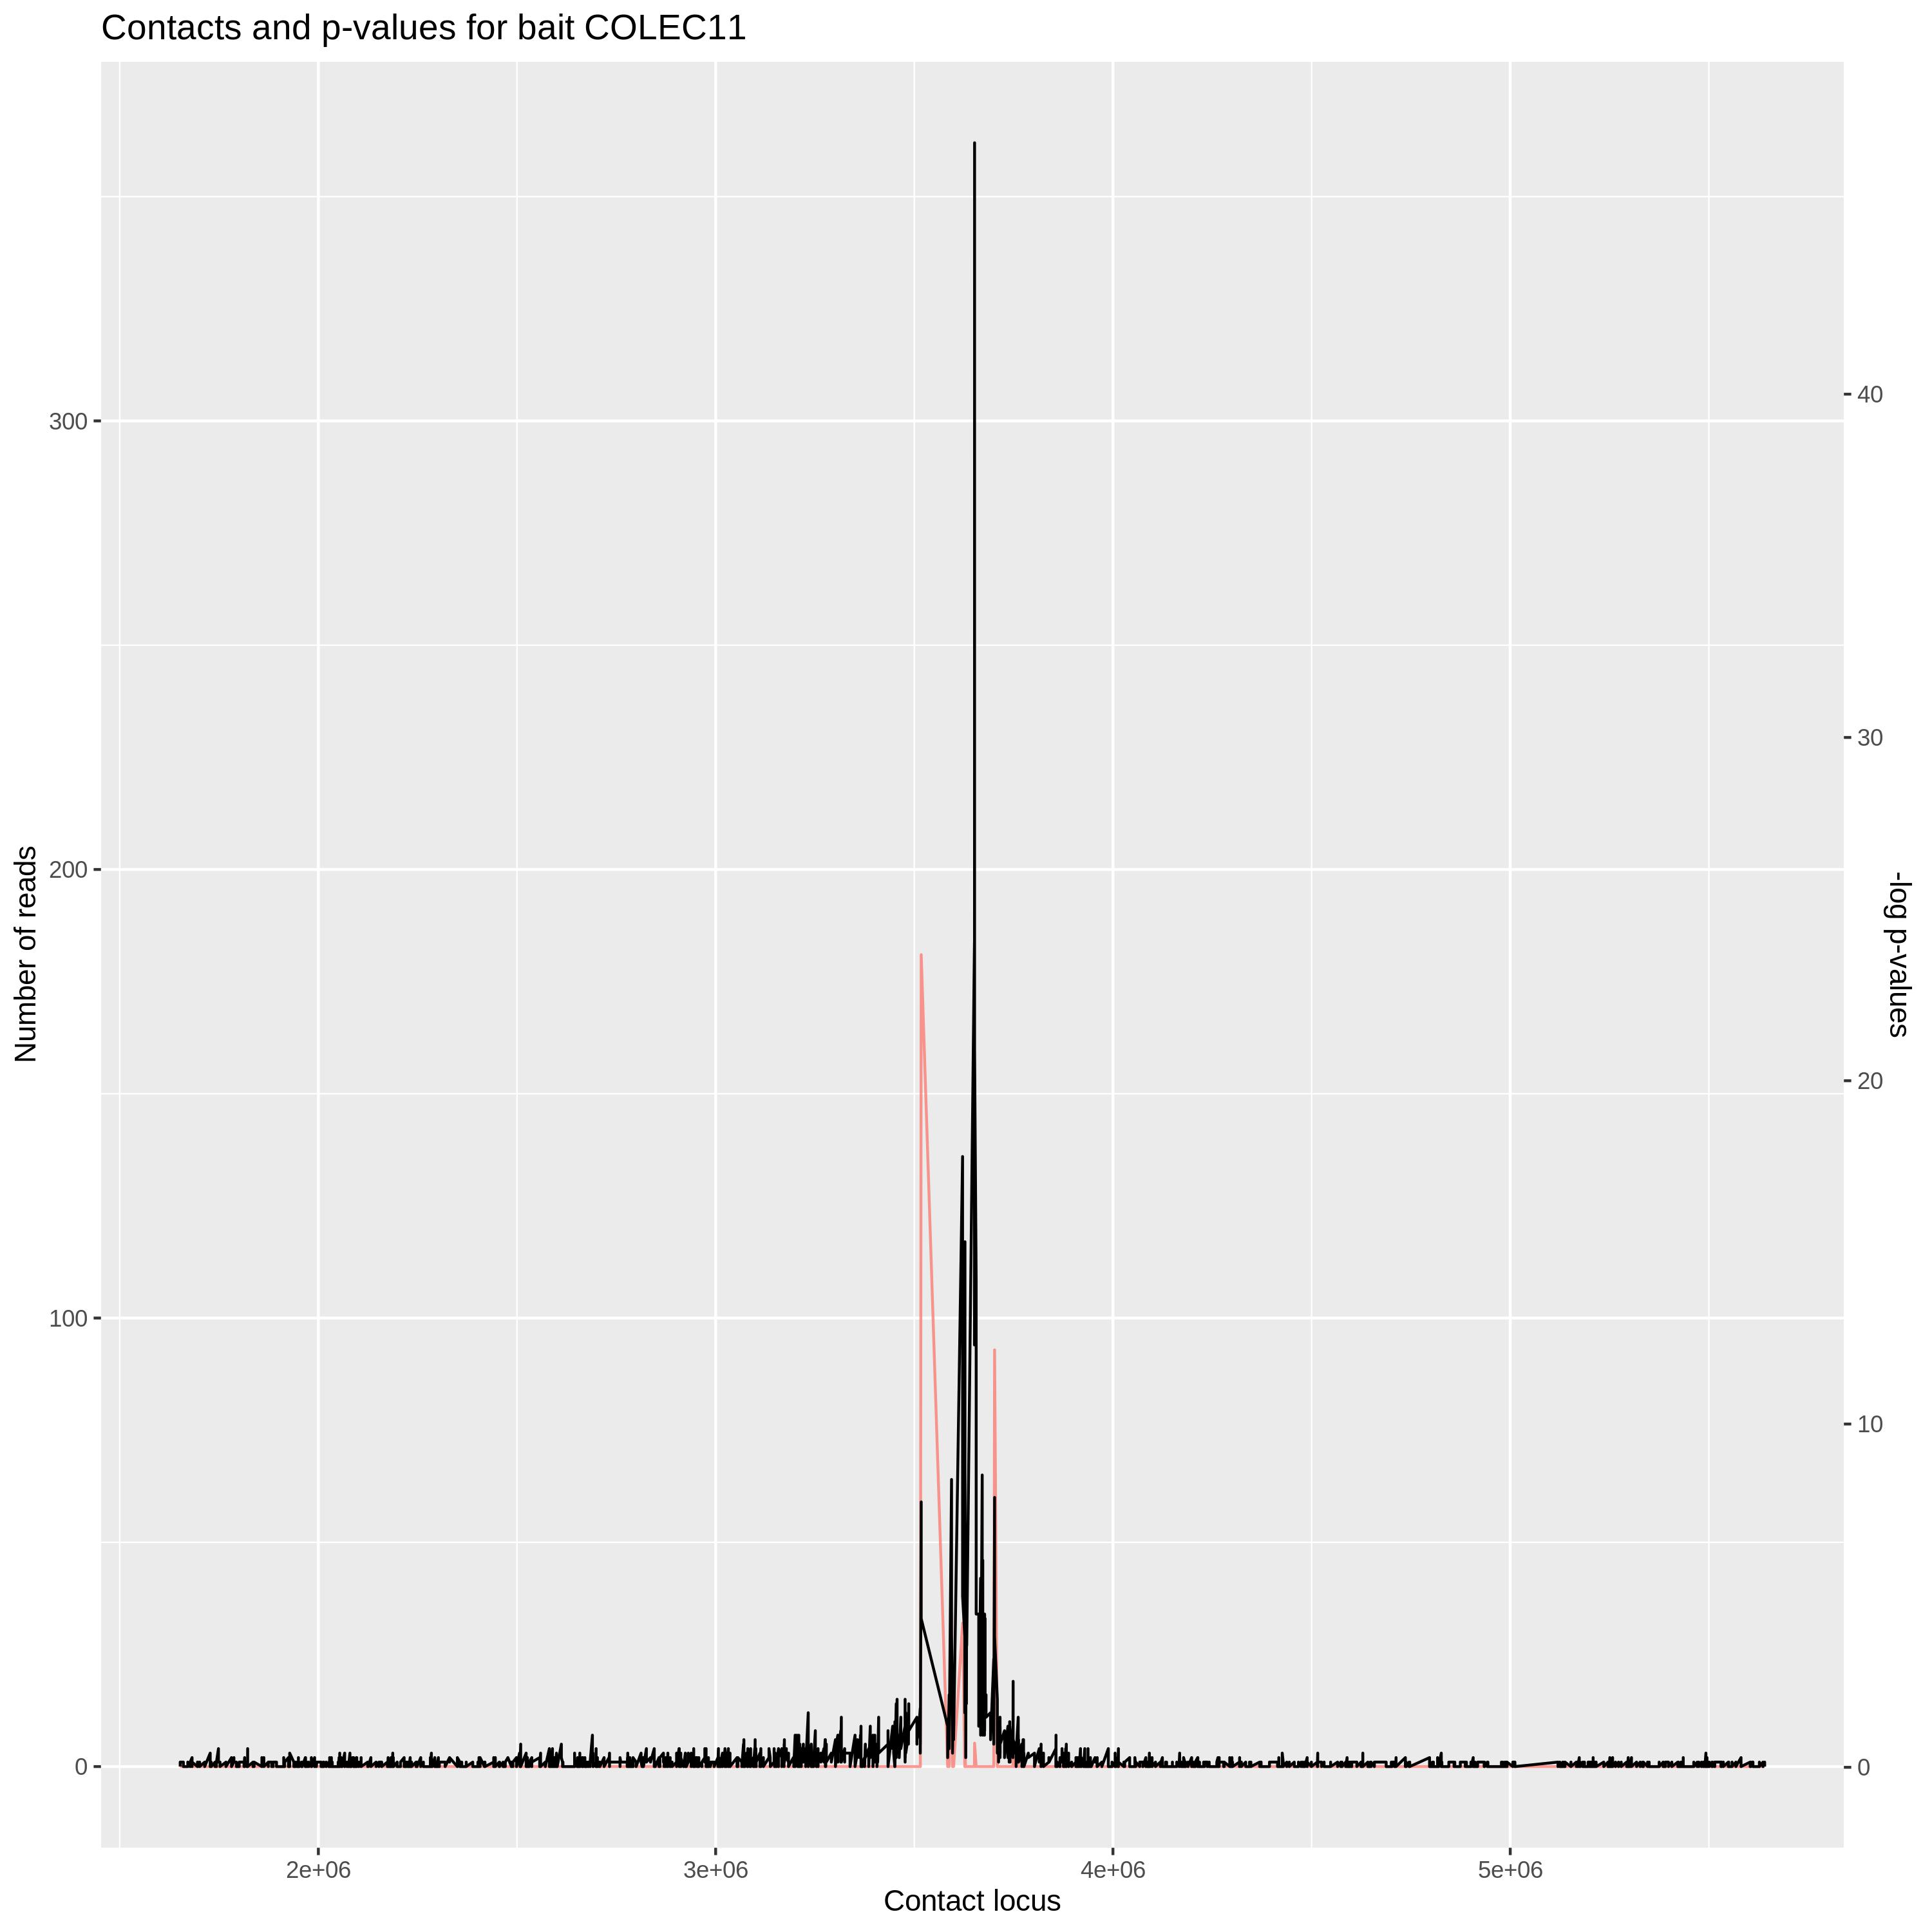 Contacts and p-values for bait COLEC11
Number of reads
300
200
100
0
40
30
20
10
0
-log p-values
2e+06
3e+06
4e+06
5e+06
Contact locus